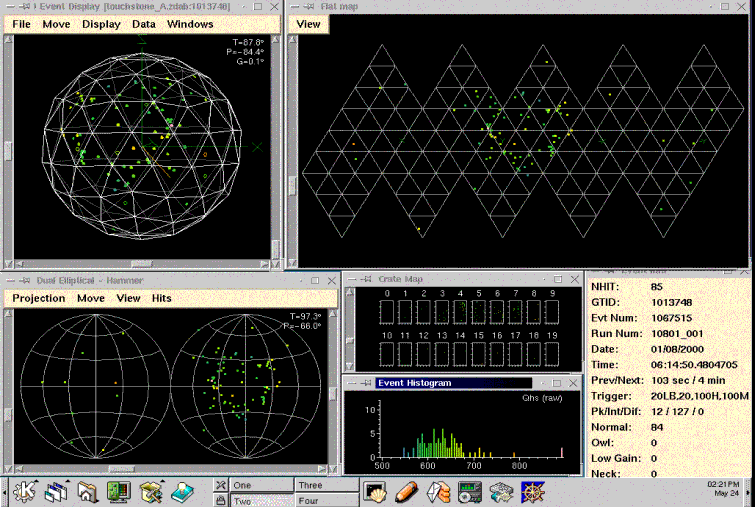 Event Display [touchstone_A.zdab:1013748]
File Move Display Data Windows
T=87.8°
P=-84.4°
G=0.1°
Flat map
View
Dual Elliptical - Hammer
Projection Move View Hits
T=97.3°
P=-66.0°
Crate Map
0 1 2 3 4 5 6 7 8 9
10 11 12 13 14 15 16 17 18 19
Event Histogram
Qhs (raw)
10
5
0
500 600 700 800
NHIT: 85
GTID: 1013748
Evt Num: 1067515
Run Num: 10801_001
Date: 01/08/2000
Time: 06:14:50.4804705
Prev/Next: 103 sec / 4 min
Trigger: 20LB,20,100H,100M
Pk/Int/Dif: 12 / 127 / 0
Normal: 84
Owl: 0
Low Gain: 0
Neck: 0
One Three
Two Four
02:21PM
May 24